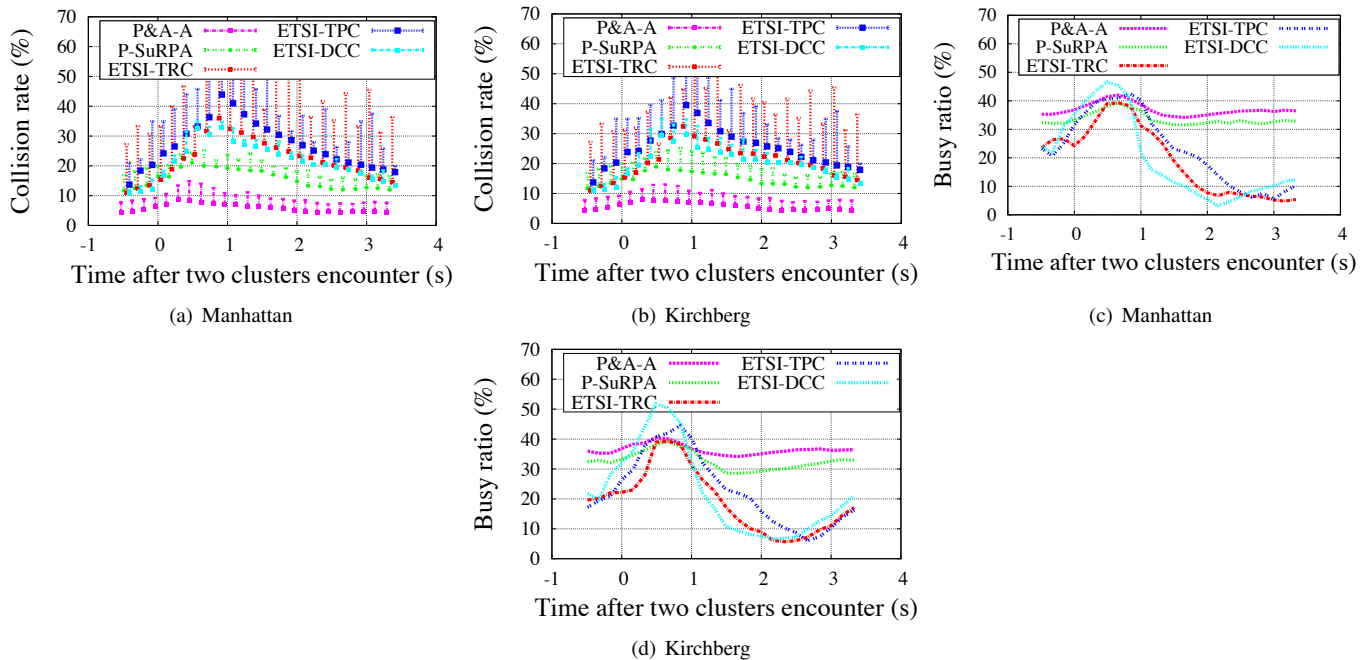 70
60
50
40
30
20
10
0
Collision rate (%)
P&A-A
P-SuRPA
ETSI-TRC
ETSI-TPC
ETSI-DCC
-1 0 1 2 3 4
Time after two clusters encounter (s)
(a) Manhattan
70
60
50
40
30
20
10
0
Collision rate (%)
P&A-A
P-SuRPA
ETSI-TRC
ETSI-TPC
ETSI-DCC
-1 0 1 2 3 4
Time after two clusters encounter (s)
(b) Kirchberg
70
60
50
40
30
20
10
0
Busy ratio (%)
P&A-A
P-SuRPA
ETSI-TRC
ETSI-TPC
ETSI-DCC
-1 0 1 2 3 4
Time after two clusters encounter (s)
(c) Manhattan
70
60
50
40
30
20
10
0
Busy ratio (%)
P&A-A
P-SuRPA
ETSI-TRC
ETSI-TPC
ETSI-DCC
-1 0 1 2 3 4
Time after two clusters encounter (s)
(d) Kirchberg